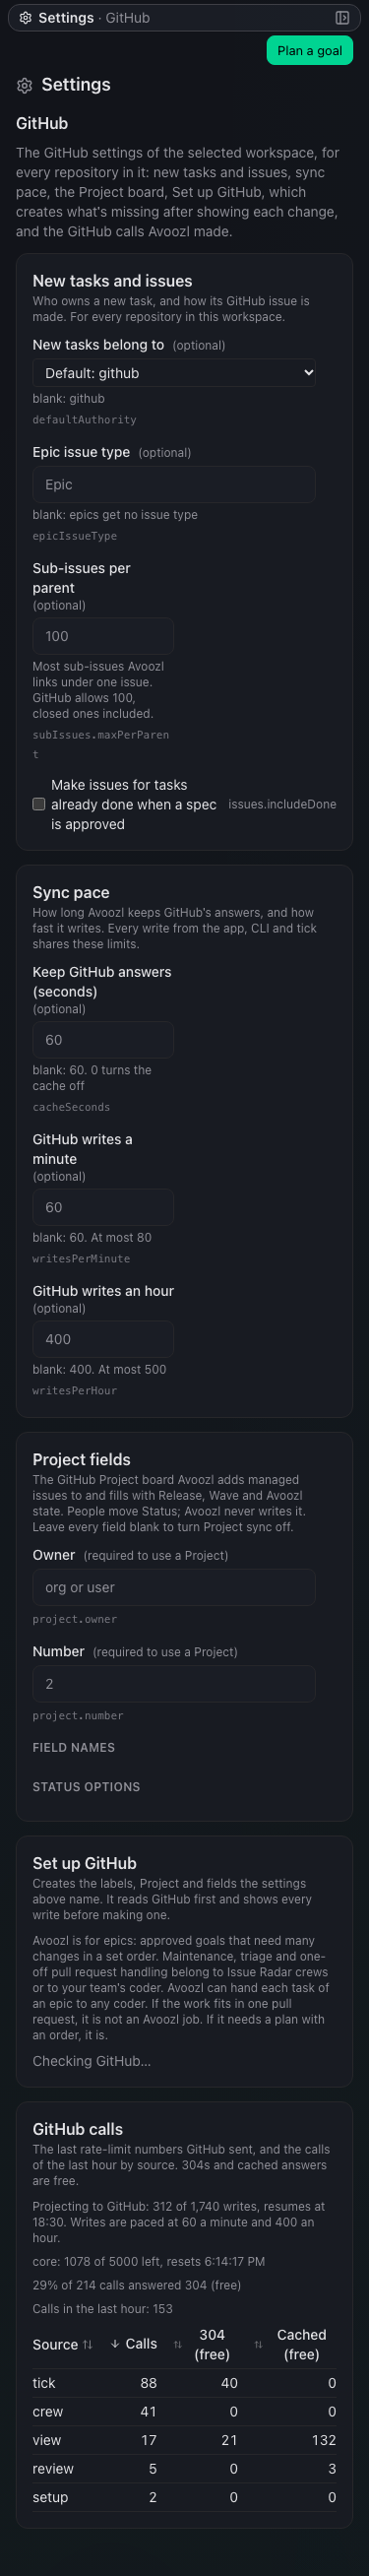 Settings · GitHub
Plan a goal
Settings
GitHub
The GitHub settings of the selected workspace, for
every repository in it: new tasks and issues, sync
pace, the Project board, Set up GitHub, which
creates what's missing after showing each change,
and the GitHub calls Avoozl made.
New tasks and issues
Who owns a new task, and how its GitHub issue is
made. For every repository in this workspace.
New tasks belong to (optional)
Default: github
blank: github
defaultAuthority
Epic issue type (optional)
Epic
blank: epics get no issue type
epicIssueType
Sub-issues per
parent
(optional)
100
Most sub-issues Avoozl
links under one issue.
GitHub allows 100,
closed ones included.
subIssues.maxPerParen
t
Make issues for tasks
already done when a spec issues.includeDone
is approved
Sync pace
How long Avoozl keeps GitHub's answers, and how
fast it writes. Every write from the app, CLI and tick
shares these limits.
Keep GitHub answers
(seconds)
(optional)
60
blank: 60. 0 turns the
cache off
cacheSeconds
GitHub writes a
minute
(optional)
60
blank: 60. At most 80
writesPerMinute
GitHub writes an hour
(optional)
400
blank: 400. At most 500
writesPerHour
Project fields
The GitHub Project board Avoozl adds managed
issues to and fills with Release, Wave and Avoozl
state. People move Status; Avoozl never writes it.
Leave every field blank to turn Project sync off.
Owner (required to use a Project)
org or user
project.owner
Number (required to use a Project)
2
project.number
FIELD NAMES
STATUS OPTIONS
Set up GitHub
Creates the labels, Project and fields the settings
above name. It reads GitHub first and shows every
write before making one.
Avoozl is for epics: approved goals that need many
changes in a set order. Maintenance, triage and one-
off pull request handling belong to Issue Radar crews
or to your team's coder. Avoozl can hand each task of
an epic to any coder. If the work fits in one pull
request, it is not an Avoozl job. If it needs a plan with
an order, it is.
Checking GitHub...
GitHub calls
The last rate-limit numbers GitHub sent, and the calls
of the last hour by source. 304s and cached answers
are free.
Projecting to GitHub: 312 of 1,740 writes, resumes at
18:30. Writes are paced at 60 a minute and 400 an
hour.
core: 1078 of 5000 left, resets 6:14:17 PM
29% of 214 calls answered 304 (free)
Calls in the last hour: 153
Source ↑↓ ↓ Calls ↑↓ 304 (free) ↑↓ Cached (free)
tick 88 40 0
crew 41 0 0
view 17 21 132
review 5 0 3
setup 2 0 0